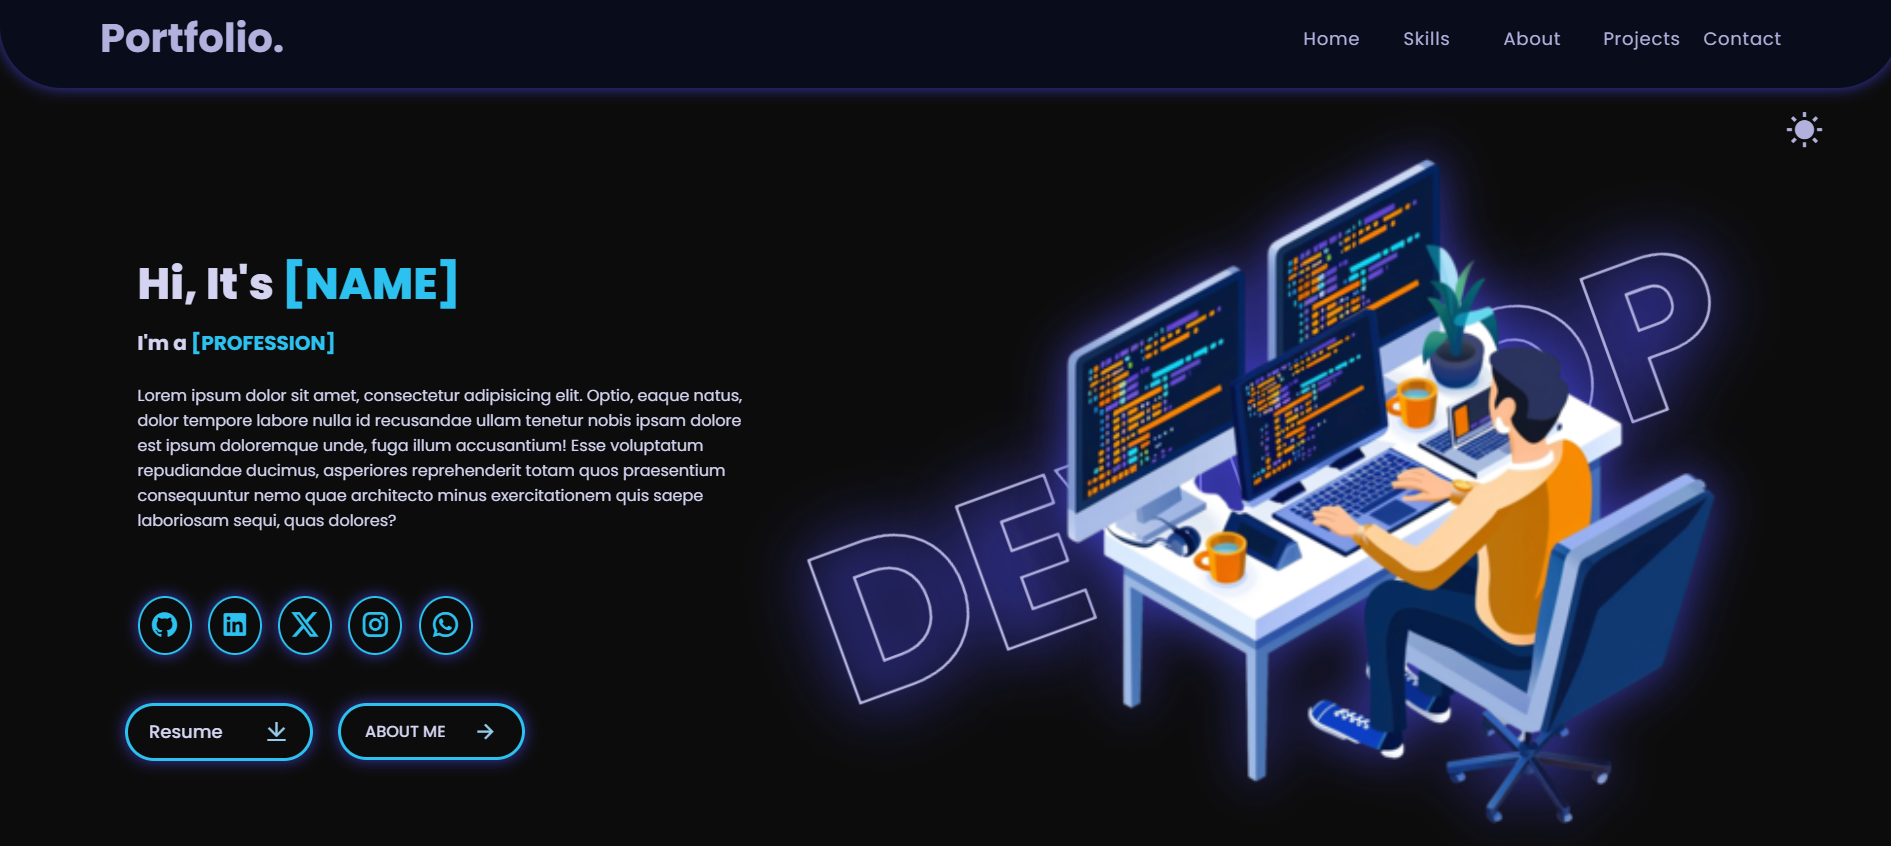 Portfolio.
Home Skills About Projects Contact
Hi, It's [NAME]
I'm a [PROFESSION]
Lorem ipsum dolor sit amet, consectetur adipisicing elit. Optio, eaque natus,
dolor tempore labore nulla id recusandae ullam tenetur nobis ipsam dolore
est ipsum doloremque unde, fuga illum accusantium! Esse voluptatum
repudiandae ducimus, asperiores reprehenderit totam quos praesentium
consequuntur nemo quae architecto minus exercitationem quis saepe
laboriosam sequi, quas dolores?
in
Resume
ABOUT ME